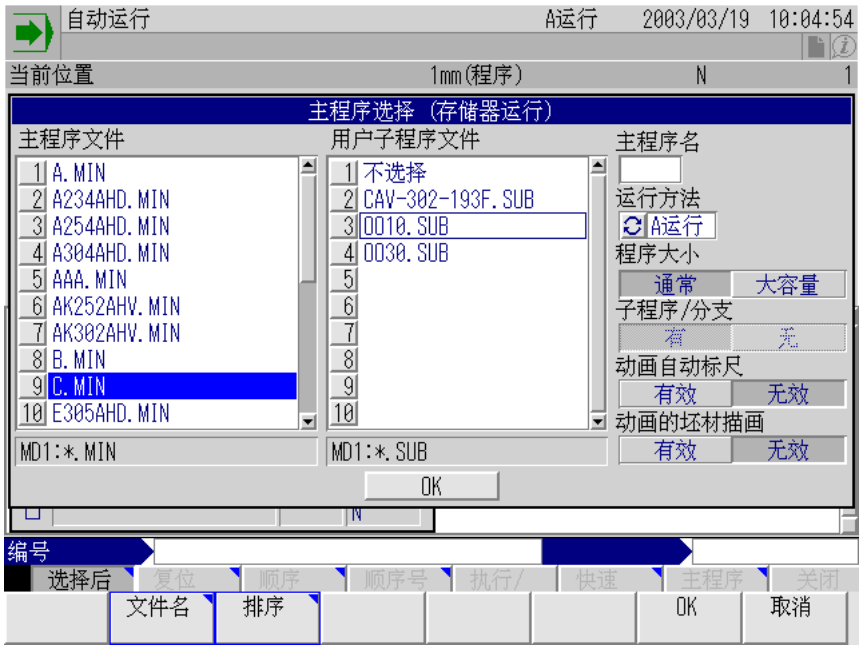 自动运行 A运行 2003/03/19 10:04:54
当前位置 1mm(程序) N 1
主程序选择 (存储器运行)
主程序文件
1 A.MIN
2 A234AHD.MIN
3 A254AHD.MIN
4 A304AHD.MIN
5 AAA.MIN
6 AK252AHV.MIN
7 AK302AHV.MIN
8 B.MIN
9 C.MIN
10 E305AHD.MIN
MD1:*.MIN
用户子程序文件
1 不选择
2 CAV-302-193F.SUB
3 OO10.SUB
4 OO30.SUB
5
6
7
8
9
10
MD1:*.SUB
主程序名
运行方法
A运行
程序大小
通常 大容量
子程序/分支
有 无
动画自动标尺
有效 无效
动画的坯材描画
有效 无效
OK
N
编号
选择后 复位 顺序 顺序号 执行/ 快速 主程序 关闭
文件名 排序 OK 取消